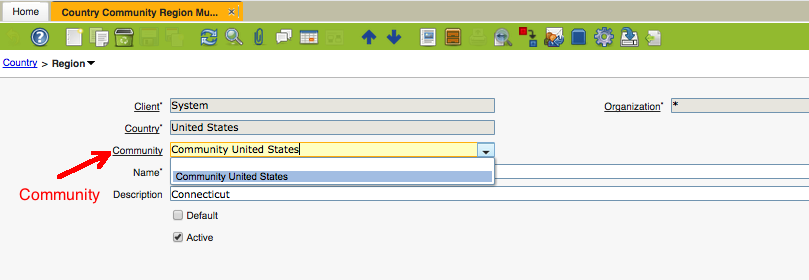 Home Country Community Region Mu... ×
Country > Region
Client* System Organization* *
Country* United States
Community Community United States
Community United States
Name*
Community
Description Connecticut
Default
Active